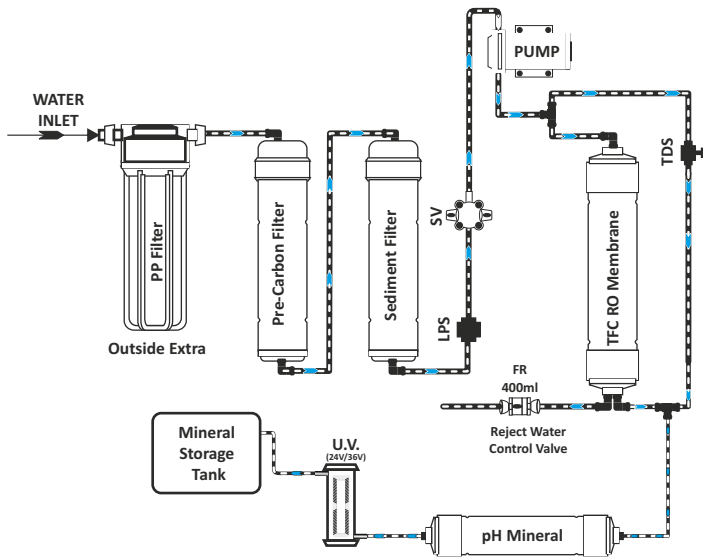 WATER
INLET
PP Filter
Outside Extra
Pre-Carbon Filter
Sediment Filter
LPS
SV
PUMP
TFC RO Membrane
TDS
FR
400ml
Reject Water
Control Valve
Mineral
Storage
Tank
U.V.
(24V/36V)
pH Mineral